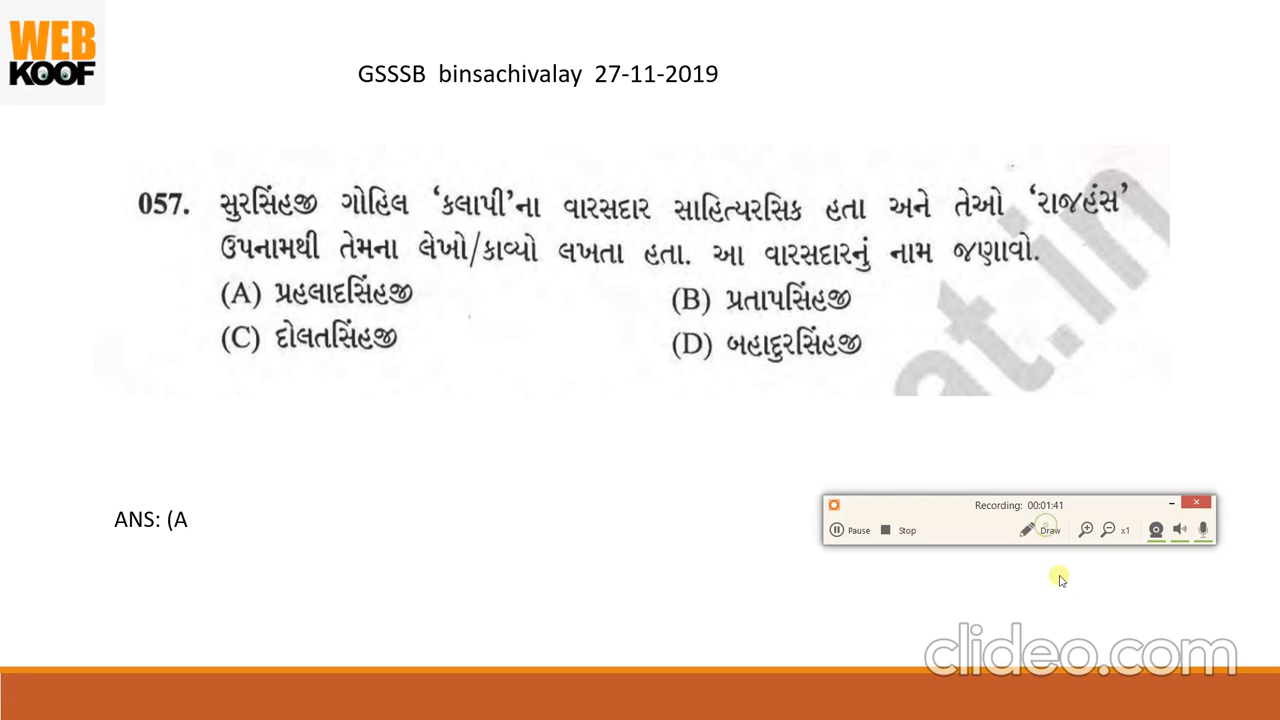 WEB
KOOF
GSSSB binsachivalay 27-11-2019
057. સુરસિંહજી ગોહિલ ‘કલાપી’ના વારસદાર સાહિત્યરસિક હતા અને તેઓ ‘રાજહંસ’
ઉપનામથી તેમના લેખો/કાવ્યો લખતા હતા. આ વારસદારનું નામ જણાવો.
(A) પ્રહલાદસિંહજી (B) પ્રતાપસિંહજી
(C) દોલતસિંહજી (D) બહાદુરસિંહજી
at.in
ANS: (A
Recording: 00:01:41
Pause Stop Draw x1
clideo.com